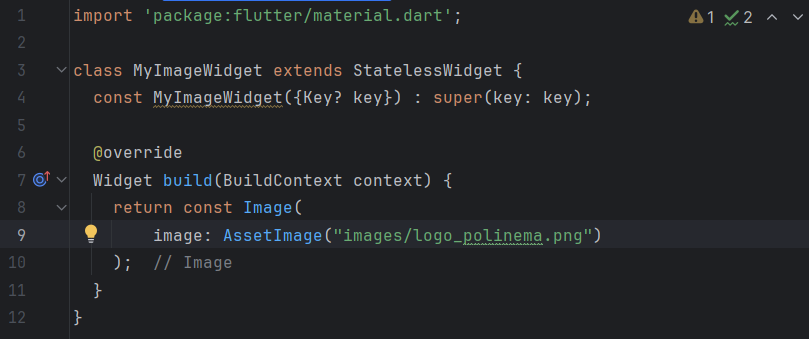 1 import 'package:flutter/material.dart'; 1 2
2
3 class MyImageWidget extends StatelessWidget {
4 const MyImageWidget({Key? key}) : super(key: key);
5
6 @override
7 Widget build(BuildContext context) {
8 return const Image(
9 image: AssetImage("images/logo_polinema.png")
10 ); // Image
11 }
12 }